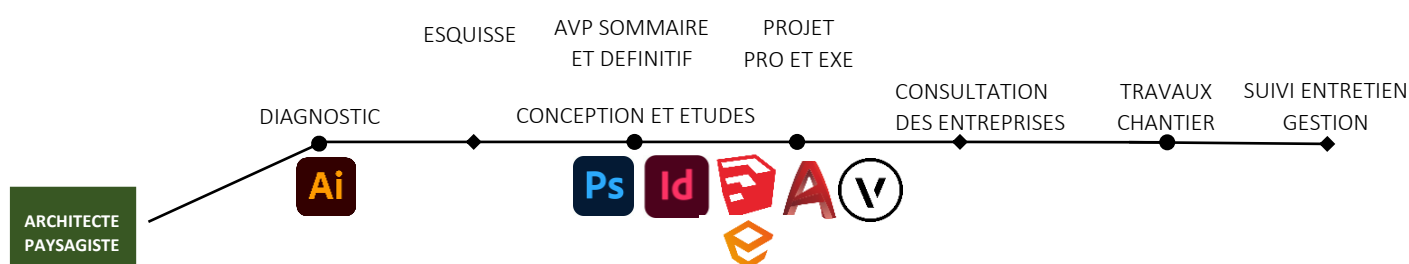 ESQUISSE
AVP SOMMAIRE
ET DEFINITIF
PROJET
PRO ET EXE
DIAGNOSTIC
CONCEPTION ET ETUDES
CONSULTATION
DES ENTREPRISES
TRAVAUX
CHANTIER
SUIVI ENTRETIEN
GESTION
Ai
Ps
Id
ARCHITECTE
PAYSAGISTE